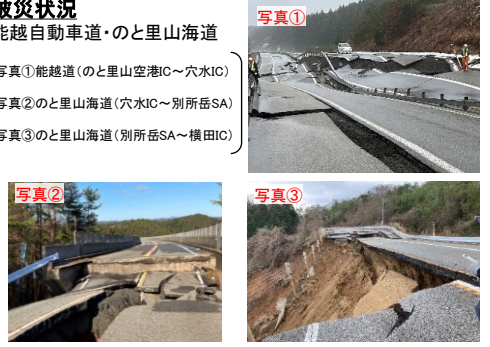 被災状況
能越自動車道・のと里山海道
写真①能越道(のと里山空港IC～穴水IC)
写真②のと里山海道(穴水IC～別所岳SA)
写真③のと里山海道(別所岳SA～横田IC)
写真①
写真②
写真③